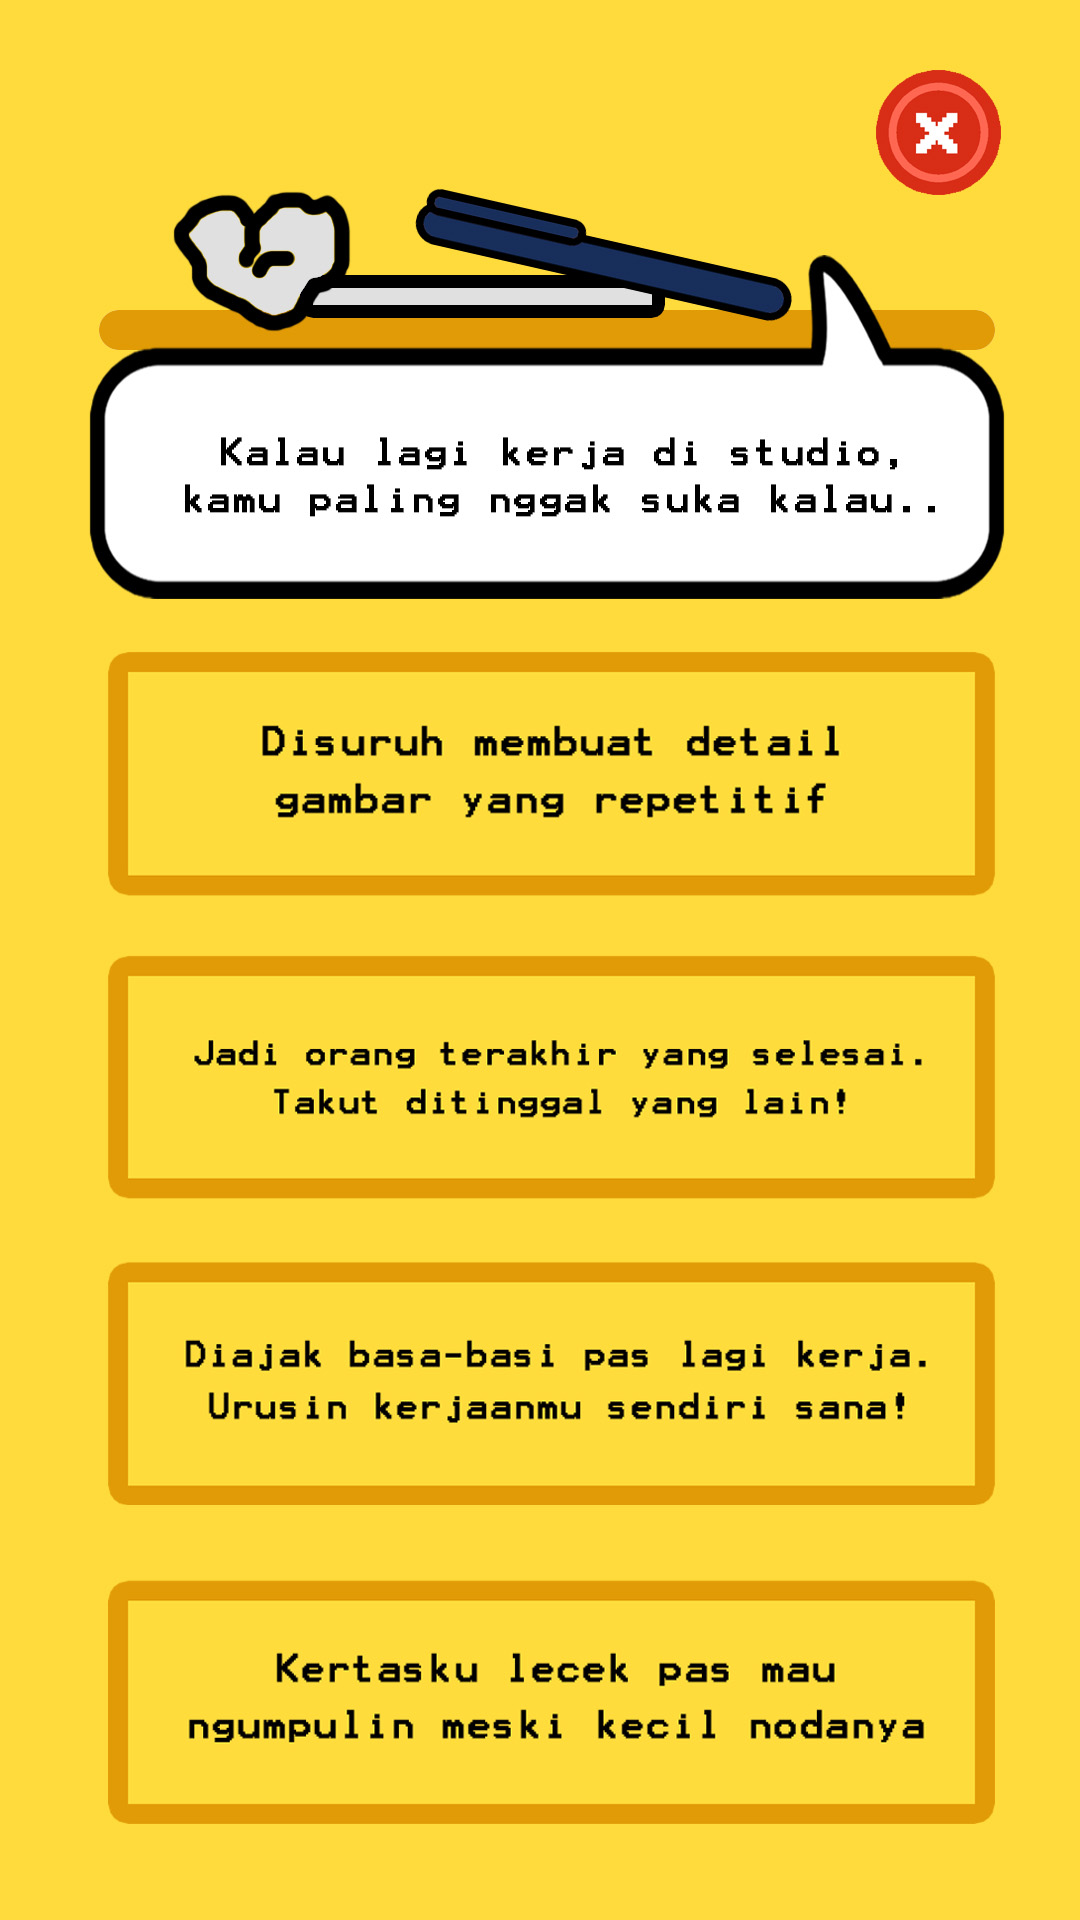 Kalau lagi kerja di studio,
kamu paling nggak suka kalau..
Disuruh membuat detail
gambar yang repetitif
Jadi orang terakhir yang selesai.
Takut ditinggal yang lain!
Diajak basa-basi pas lagi kerja.
Urusin kerjaanmu sendiri sana!
Kertasku lecek pas mau
ngumpulin meski kecil nodanya